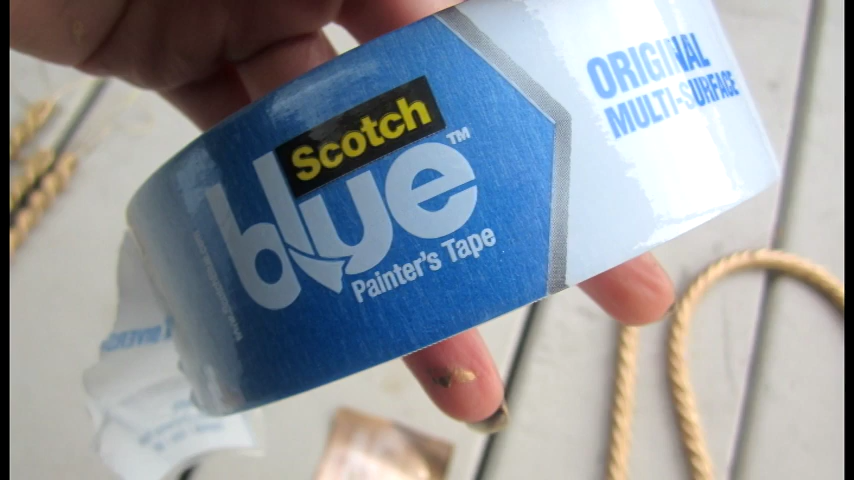 Scotch
blue™
Painter's Tape
ORIGINAL
MULTI-SURFACE